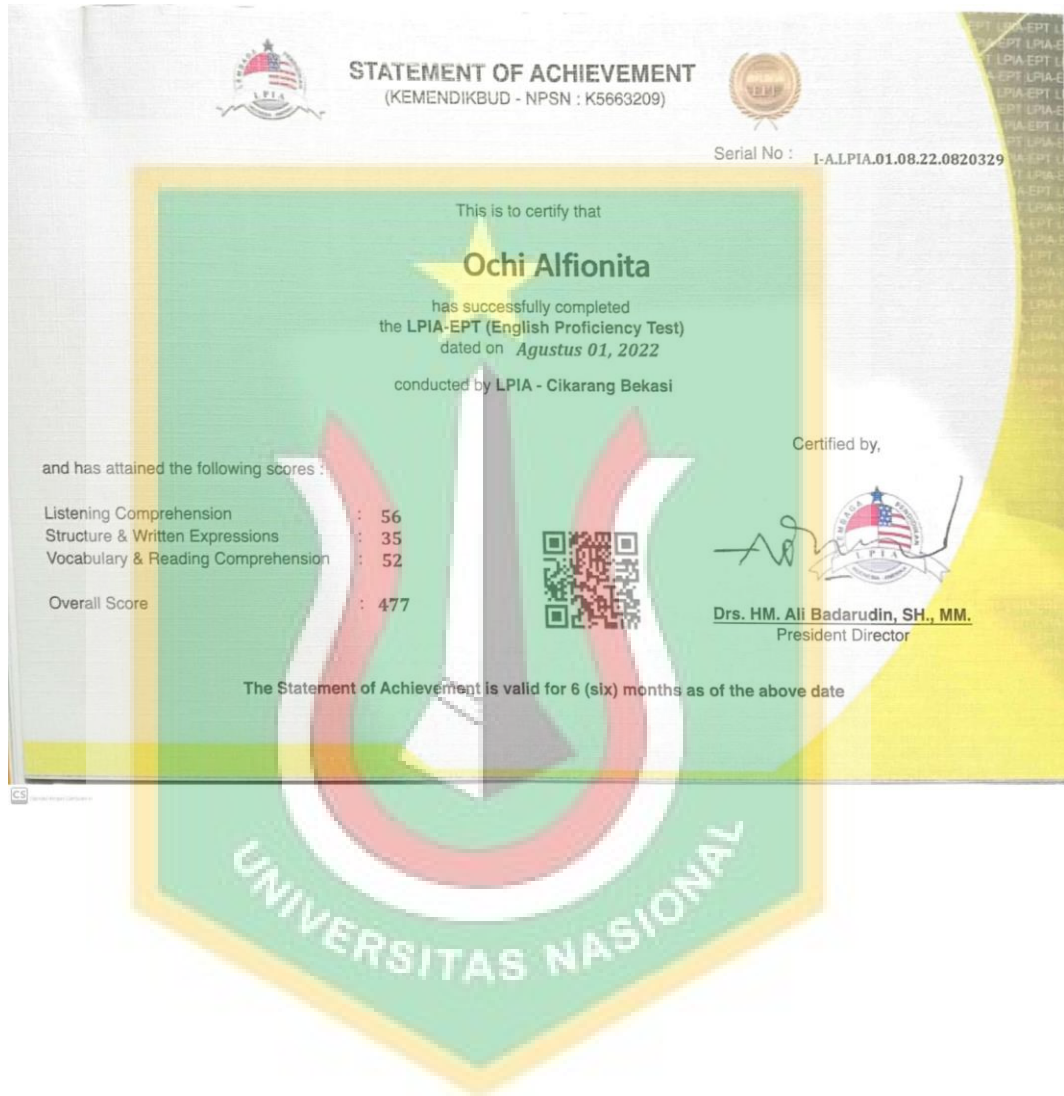 STATEMENT OF ACHIEVEMENT
(KEMENDIKBUD - NPSN : K5663209)
Serial No : I-A.LPIA.01.08.22.0820329
This is to certify that
Ochi Alfionita
has successfully completed
the LPIA-EPT (English Proficiency Test)
dated on Agustus 01, 2022
conducted by LPIA - Cikarang Bekasi
and has attained the following scores :
Listening Comprehension : 56
Structure & Written Expressions : 35
Vocabulary & Reading Comprehension : 52
Overall Score : 477
Certified by,
LEMBAGA PENDIDIKAN
LPIA
Drs. HM. Ali Badarudin, SH., MM.
President Director
The Statement of Achievement is valid for 6 (six) months as of the above date
CS
UNIVERSITAS NASIONAL